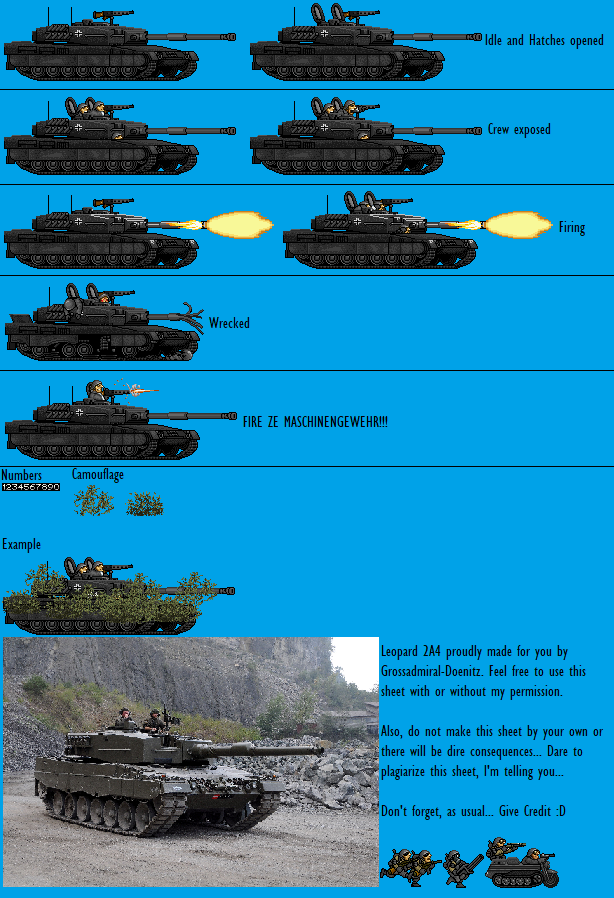 Idle and Hatches opened
Crew exposed
Firing
Wrecked
FIRE ZE MASCHINENGEWEHR!!!
Numbers
Camouflage
1234567890
Example
Leopard 2A4 proudly made for you by
Grossadmiral-Doenitz. Feel free to use this
sheet with or without my permission.
Also, do not make this sheet by your own or
there will be dire consequences... Dare to
plagiarize this sheet, I'm telling you...
Don't forget, as usual... Give Credit :D